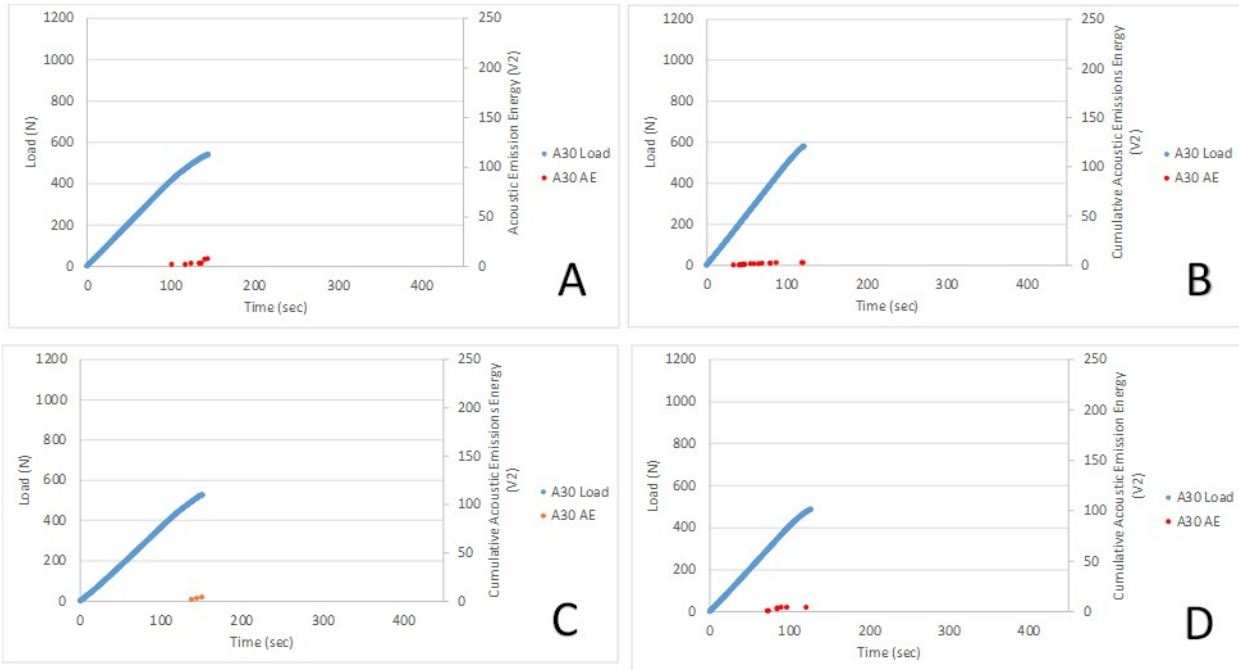 1200
1000
800
600
400
200
0
Load (N)
0 100 200 300 400
Time (sec)
250
200
150
100
50
0
Acoustic Emission Energy (V2)
A30 Load
A30 AE
A
1200
1000
800
600
400
200
0
Load (N)
0 100 200 300 400
Time (sec)
250
200
150
100
50
0
Cumulative Acoustic Emissions Energy
(V2)
A30 Load
A30 AE
B
1200
1000
800
600
400
200
0
Load (N)
0 100 200 300 400
Time (sec)
250
200
150
100
50
0
Cumulative Acoustic Emissions Energy
(V2)
A30 Load
A30 AE
C
1200
1000
800
600
400
200
0
Load (N)
0 100 200 300 400
Time (sec)
250
200
150
100
50
0
Cumulative Acoustic Emission Energy
(V2)
A30 Load
A30 AE
D